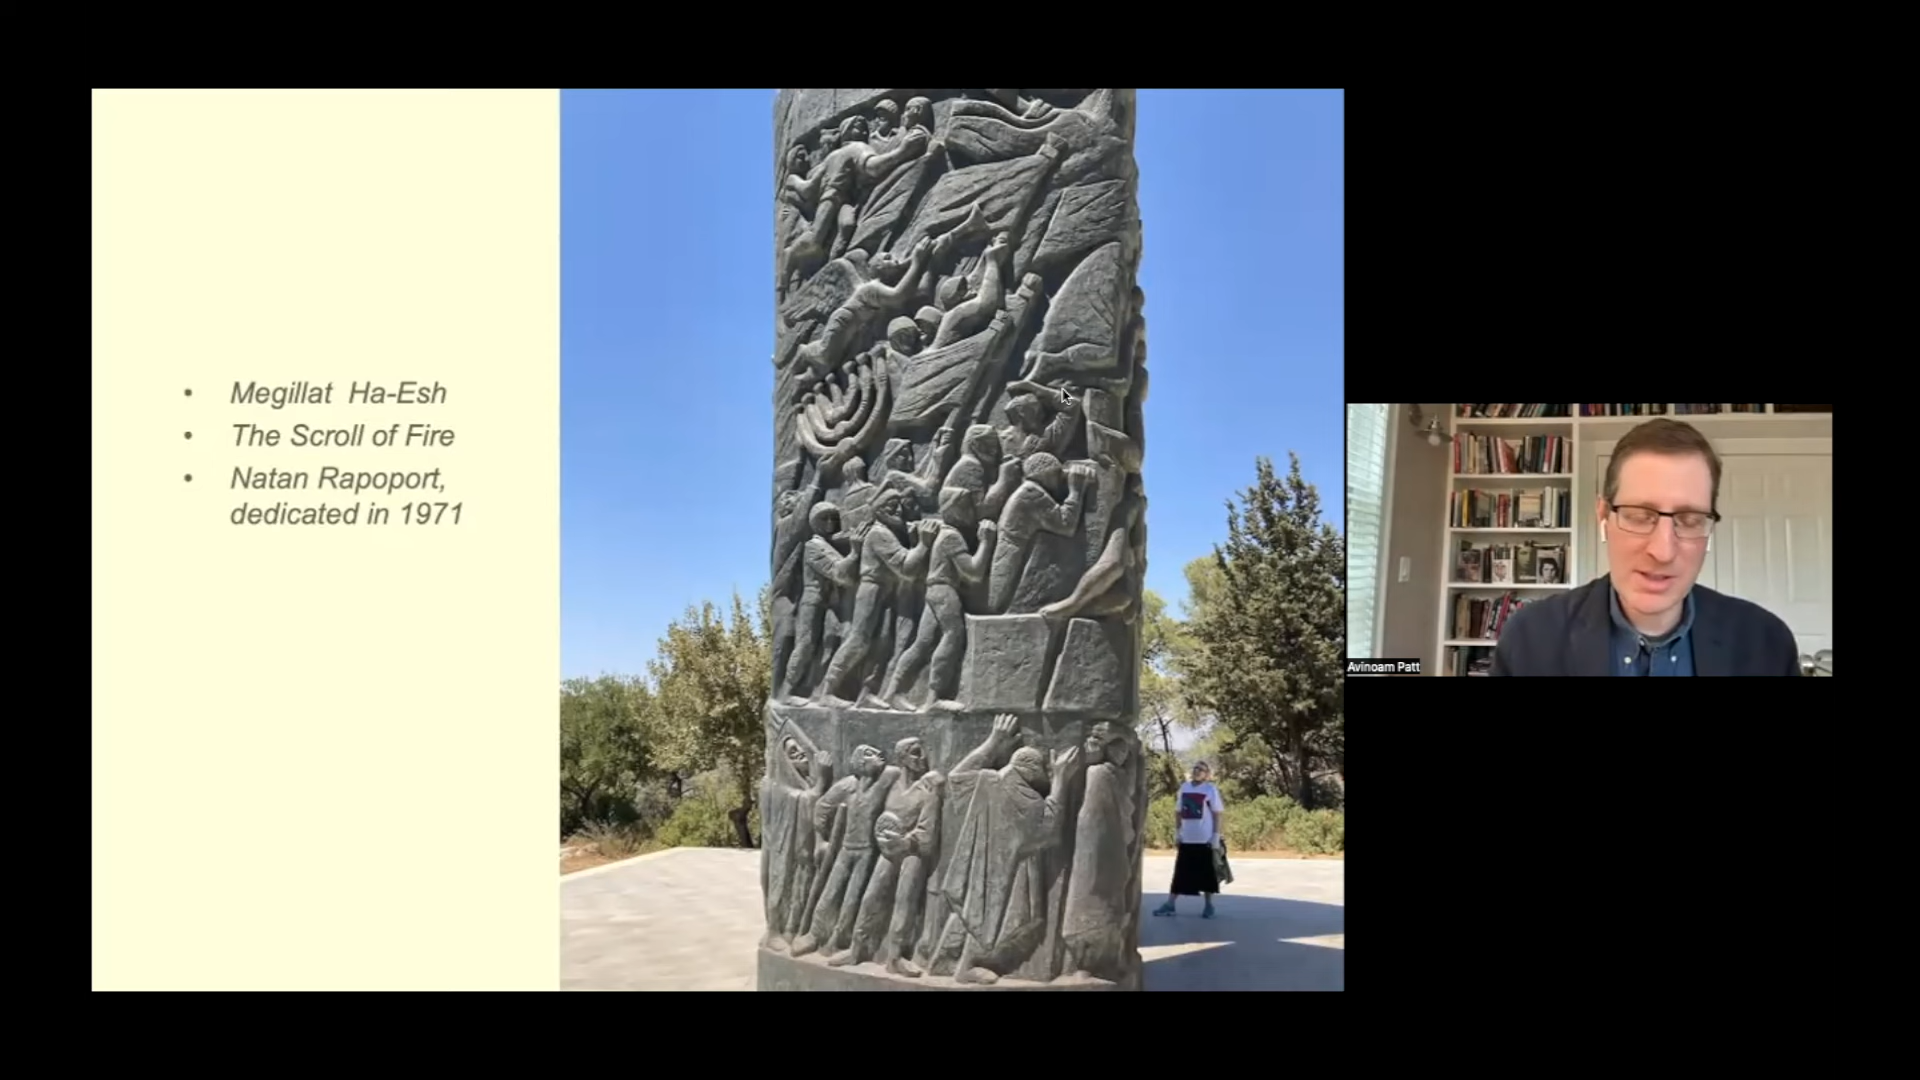 • Megillat Ha-Esh
• The Scroll of Fire
• Natan Rapoport,
dedicated in 1971
Avinoam Patt